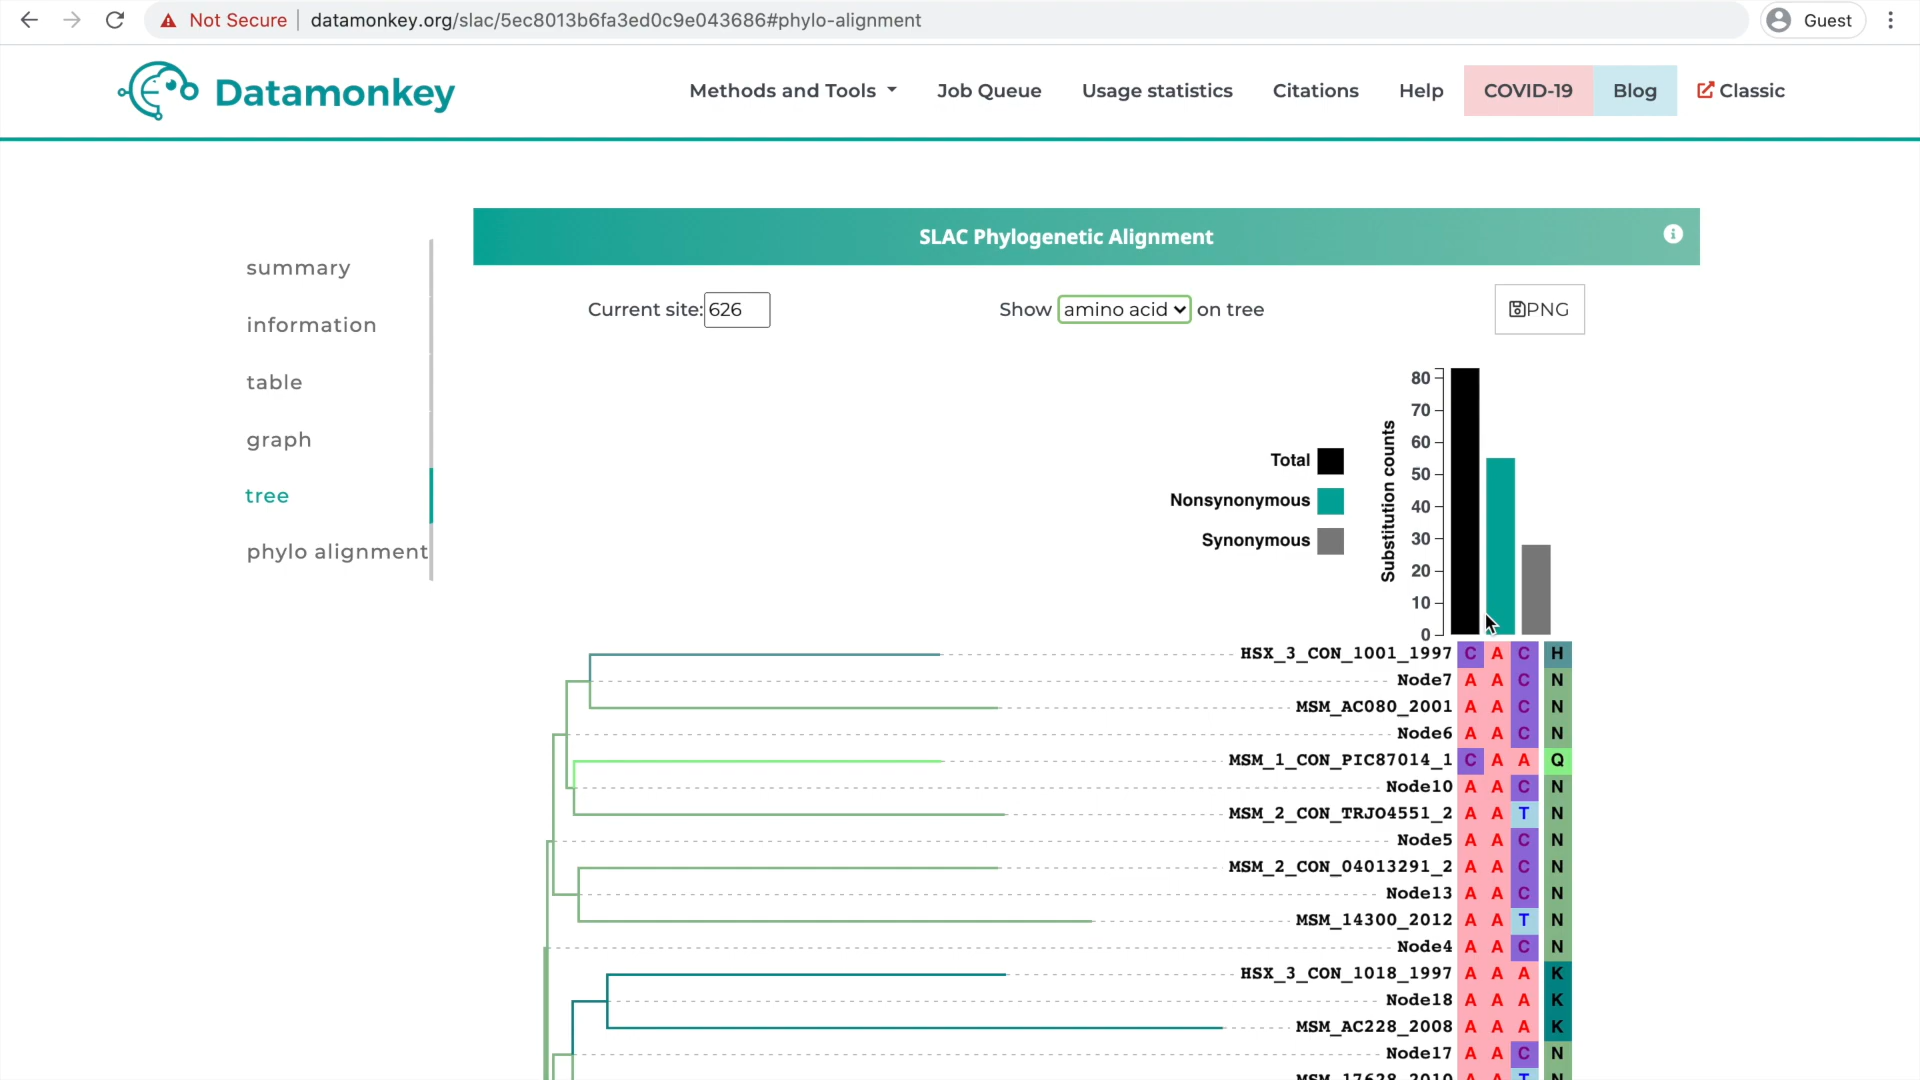 Not Secure
datamonkey.org/slac/5ec8013b6fa3ed0c9e043686#phylo-alignment
Guest
Datamonkey
Methods and Tools
Job Queue
Usage statistics
Citations
Help
COVID-19
Blog
Classic
summary
information
table
graph
tree
phylo alignment
SLAC Phylogenetic Alignment
Current site: 626
Show amino acid on tree
PNG
Total
Nonsynonymous
Synonymous
Substitution counts
80
70
60
50
40
30
20
10
0
HSX_3_CON_1001_1997 C A C H
Node7 A A C N
MSM_AC080_2001 A A C N
Node6 A A C N
MSM_1_CON_PIC87014_1 C A A Q
Node10 A A C N
MSM_2_CON_TRJO4551_2 A A T N
Node5 A A C N
MSM_2_CON_04013291_2 A A C N
Node13 A A C N
MSM_14300_2012 A A T N
Node4 A A C N
HSX_3_CON_1018_1997 A A A K
Node18 A A A K
MSM_AC228_2008 A A A K
Node17 A A C N
MSM_17628_2010 A A T N